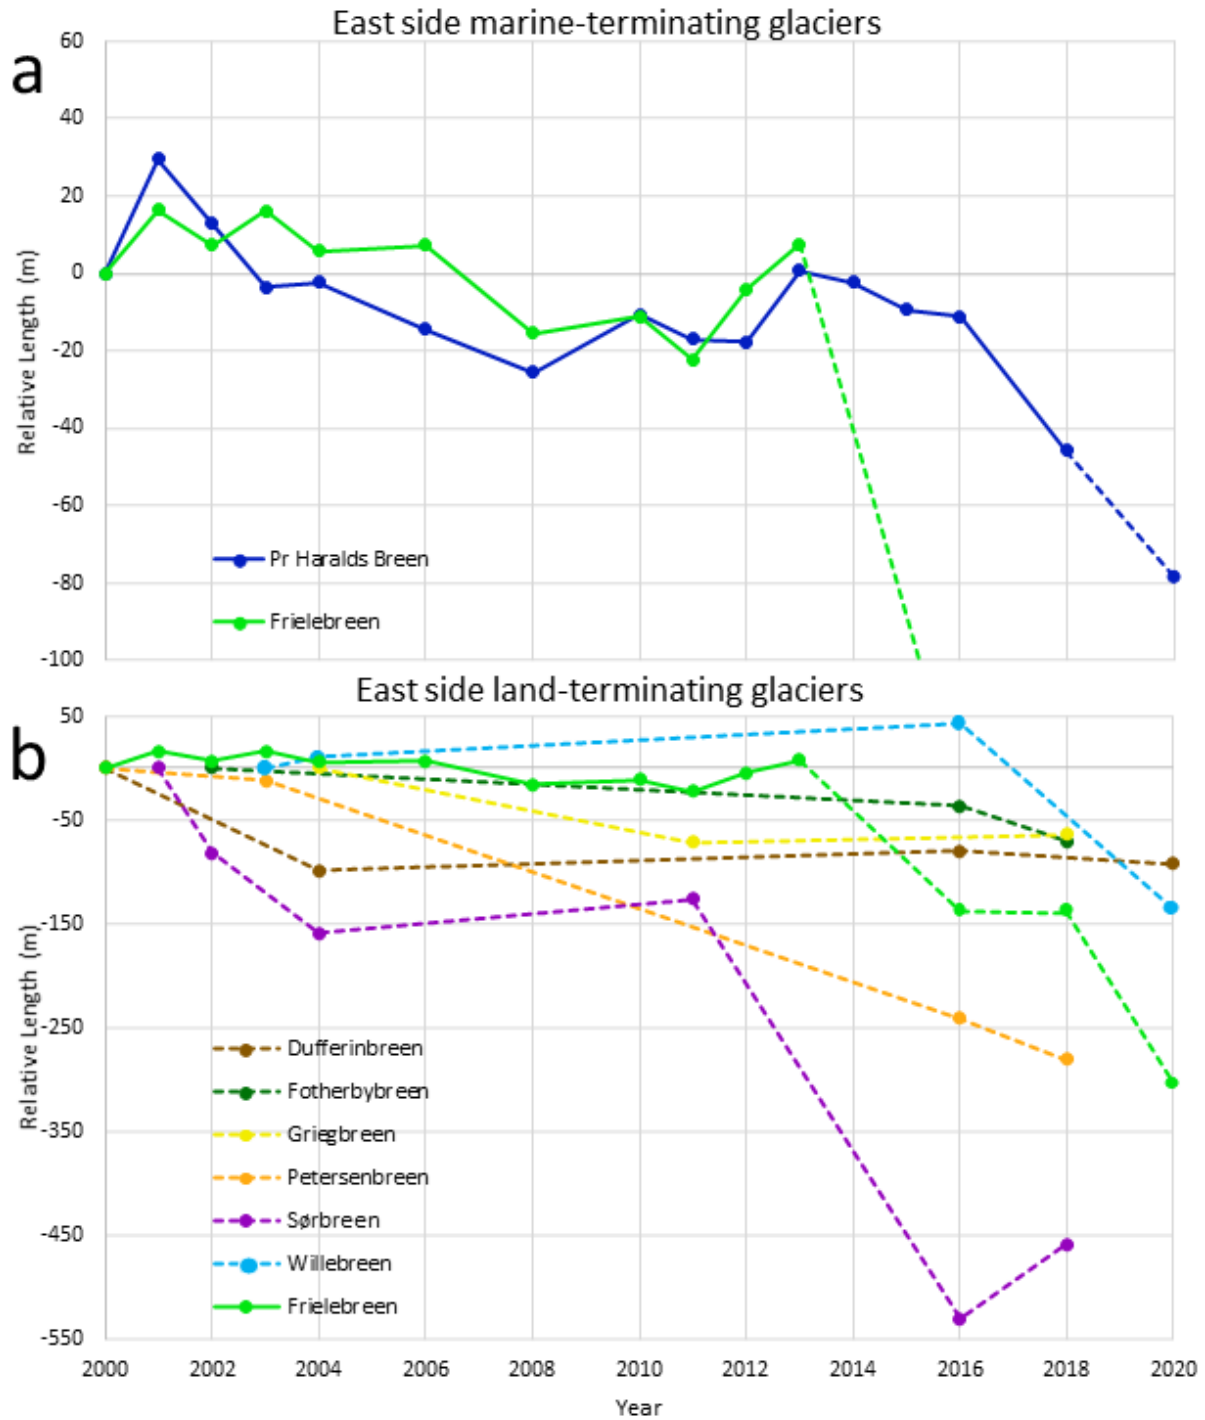 East side marine-terminating glaciers
a
60
40
20
0
-20
-40
-60
-80
-100
Relative Length (m)
Pr Haralds Breen
Frielebreen
East side land-terminating glaciers
b
50
-50
-150
-250
-350
-450
-550
Relative Length (m)
Dufferinbreen
Fotherbybreen
Griegbreen
Petersenbreen
Sørbreen
Willebreen
Frielebreen
2000 2002 2004 2006 2008 2010 2012 2014 2016 2018 2020
Year